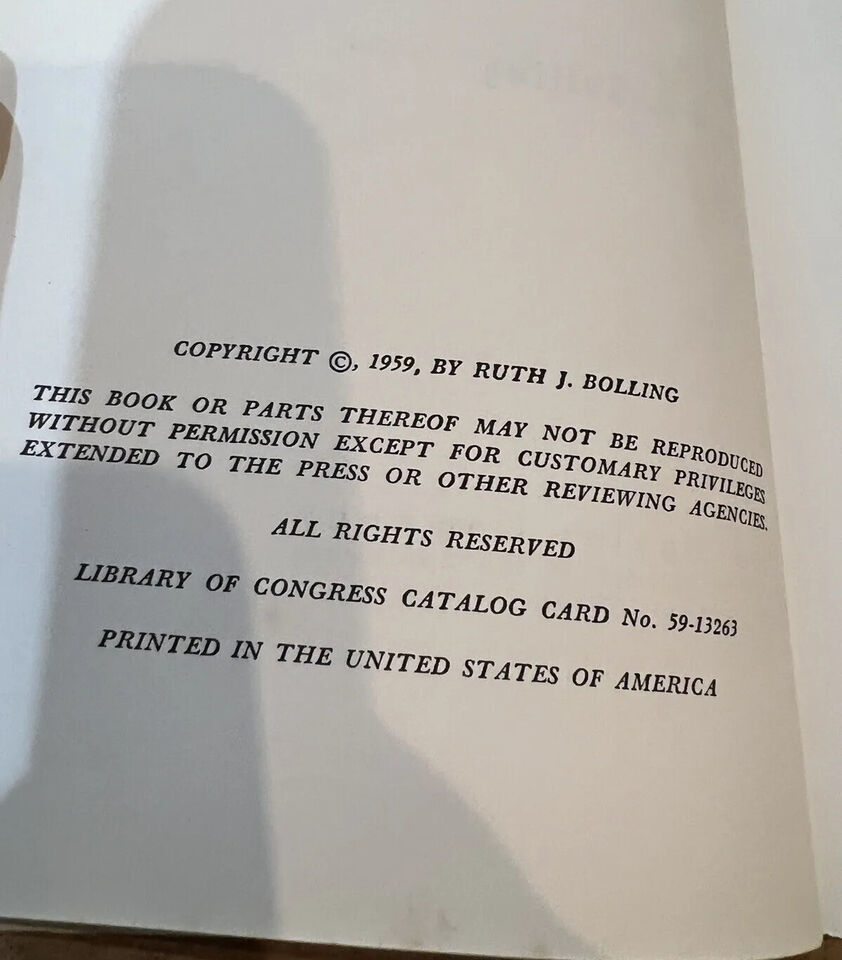 COPYRIGHT ©, 1959, BY RUTH J. BOLLING
THIS BOOK OR PARTS THEREOF MAY NOT BE REPRODUCED
WITHOUT PERMISSION EXCEPT FOR CUSTOMARY PRIVILEGES
EXTENDED TO THE PRESS OR OTHER REVIEWING AGENCIES.
ALL RIGHTS RESERVED
LIBRARY OF CONGRESS CATALOG CARD No. 59-13263
PRINTED IN THE UNITED STATES OF AMERICA